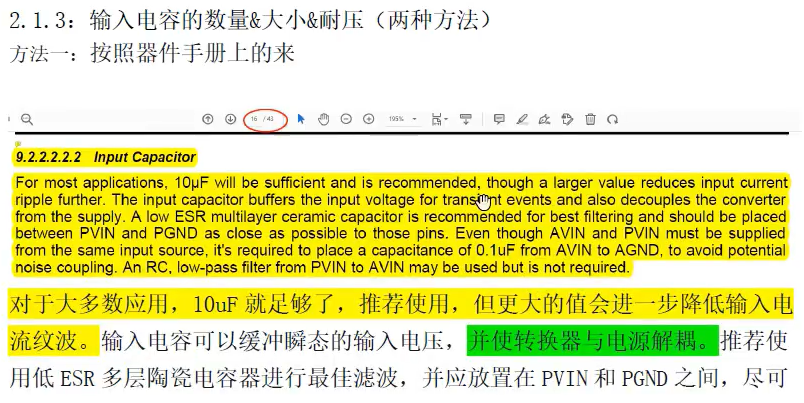 2.1.3：输入电容的数量&大小&耐压（两种方法）
方法一：按照器件手册上的来
16 / 43
195%
9.2.2.2.2.2 Input Capacitor
For most applications, 10µF will be sufficient and is recommended, though a larger value reduces input current
ripple further. The input capacitor buffers the input voltage for transient events and also decouples the converter
from the supply. A low ESR multilayer ceramic capacitor is recommended for best filtering and should be placed
between PVIN and PGND as close as possible to those pins. Even though AVIN and PVIN must be supplied
from the same input source, it's required to place a capacitance of 0.1uF from AVIN to AGND, to avoid potential
noise coupling. An RC, low-pass filter from PVIN to AVIN may be used but is not required.
对于大多数应用，10uF 就足够了，推荐使用，但更大的值会进一步降低输入电
流纹波。输入电容可以缓冲瞬态的输入电压，并使转换器与电源解耦。推荐使
用低 ESR 多层陶瓷电容器进行最佳滤波，并应放置在 PVIN 和 PGND 之间，尽可